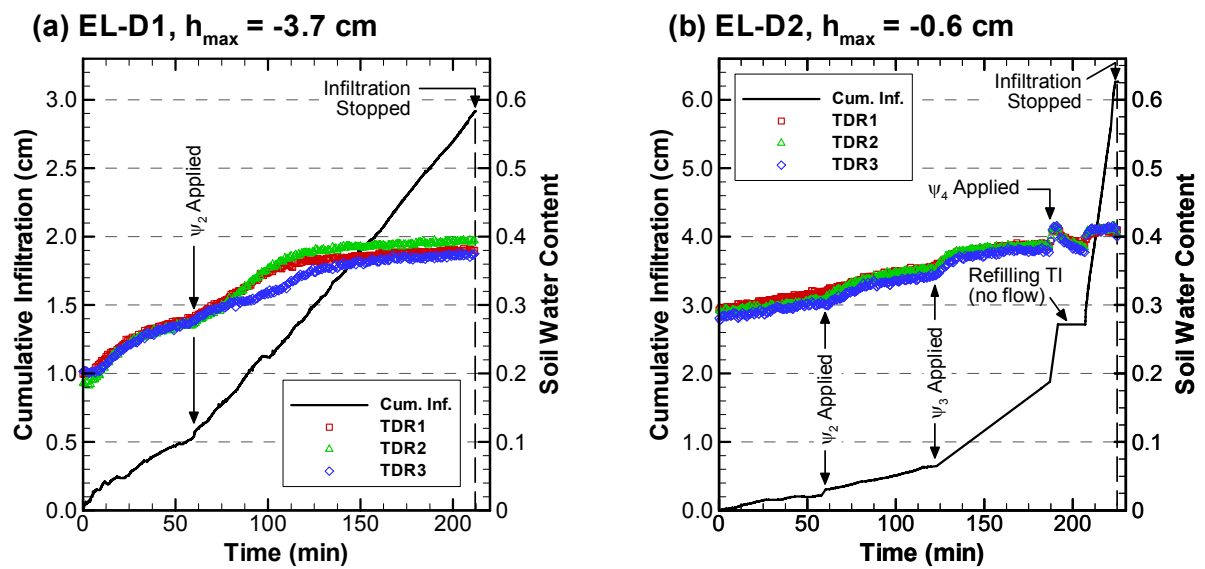 (a) EL-D1, hmax = -3.7 cm
Cumulative Infiltration (cm)
3.0
2.5
2.0
1.5
1.0
0.5
0.0
0
50
100
150
200
Time (min)
Soil Water Content
0.6
0.5
0.4
0.3
0.2
0.1
0
Infiltration
Stopped
ψ2 Applied
Cum. Inf.
TDR1
TDR2
TDR3
(b) EL-D2, hmax = -0.6 cm
Cumulative Infiltration (cm)
6.0
5.0
4.0
3.0
2.0
1.0
0.0
0
50
100
150
200
Time (min)
Soil Water Content
0.6
0.5
0.4
0.3
0.2
0.1
0
Cum. Inf.
TDR1
TDR2
TDR3
Infiltration
Stopped
ψ4 Applied
Refilling TI
(no flow)
ψ2 Applied
ψ3 Applied